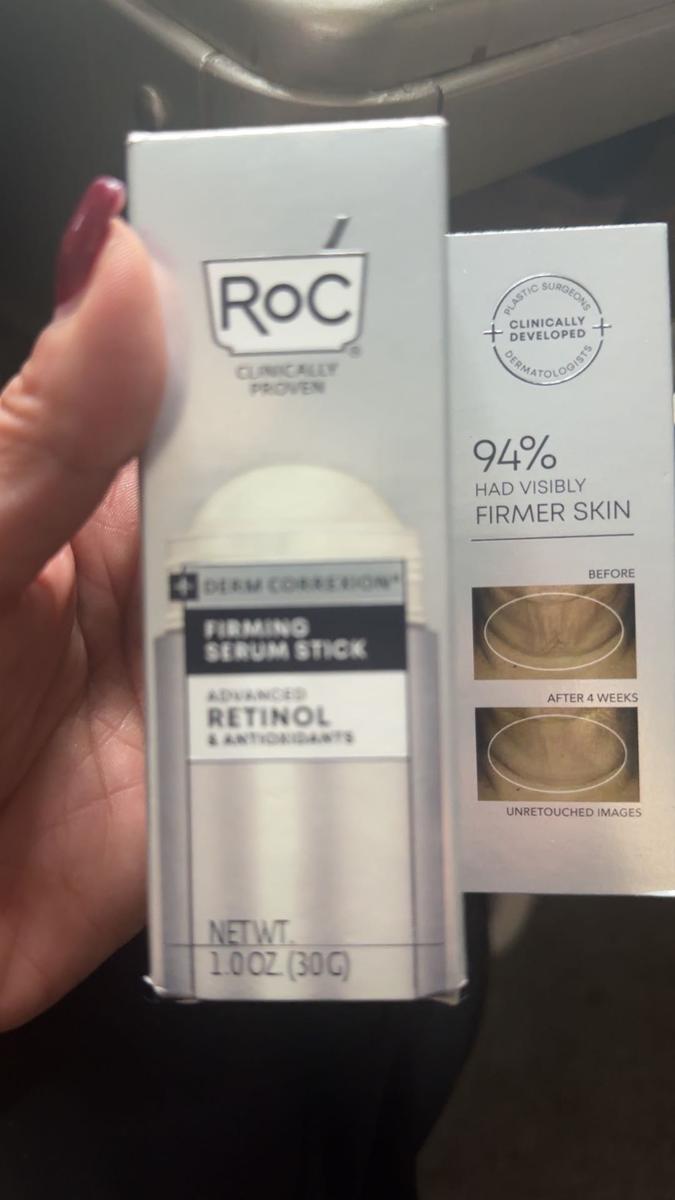 RoC®
CLINICALLY
PROVEN
DERM CORREXION®
FIRMING
SERUM STICK
ADVANCED
RETINOL
& ANTIOXIDANTS
NET WT.
1.0 OZ. (30G)
PLASTIC SURGEONS
CLINICALLY
DEVELOPED
DERMATOLOGISTS
94%
HAD VISIBLY
FIRMER SKIN
BEFORE
AFTER 4 WEEKS
UNRETOUCHED IMAGES